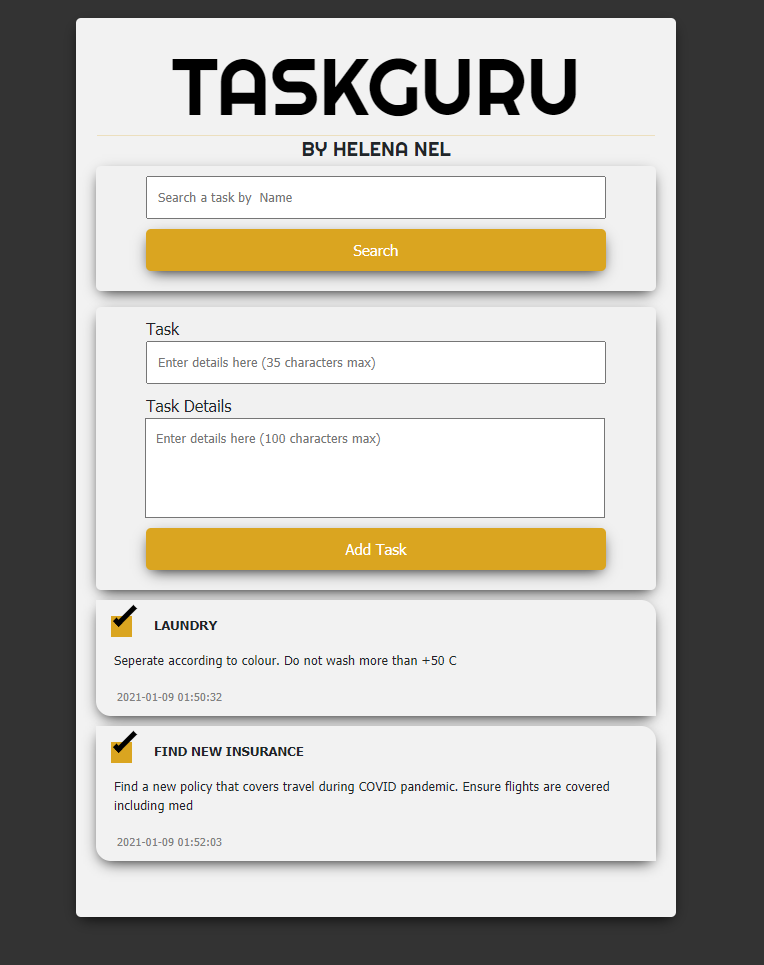 TASKGURU
BY HELENA NEL
Search a task by  Name
Search
Task
Enter details here (35 characters max)
Task Details
Enter details here (100 characters max)
Add Task
LAUNDRY
Seperate according to colour. Do not wash more than +50 C
2021-01-09 01:50:32
FIND NEW INSURANCE
Find a new policy that covers travel during COVID pandemic. Ensure flights are covered
including med
2021-01-09 01:52:03